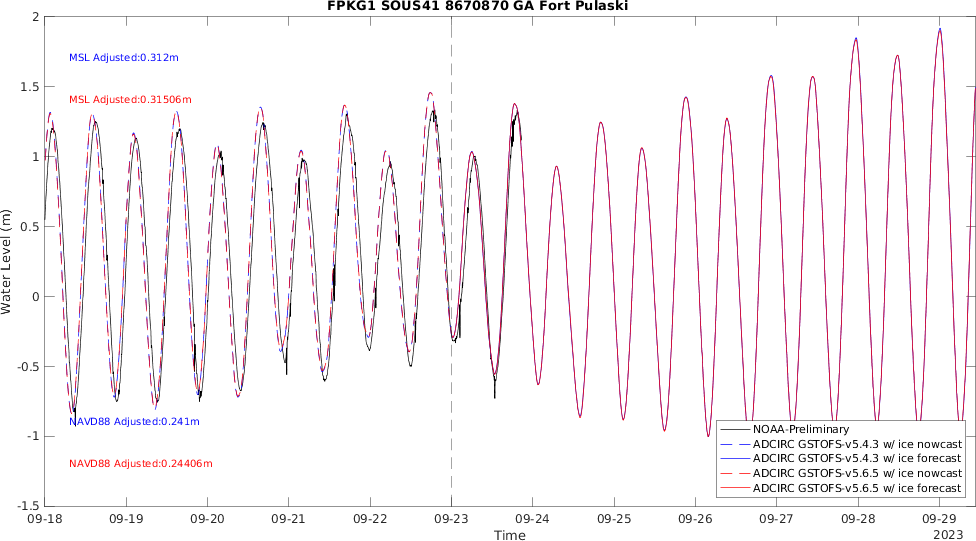 FPKG1 SOUS41 8670870 GA Fort Pulaski
2
1.5
1
0.5
0
-0.5
-1
-1.5
Water Level (m)
MSL Adjusted:0.312m
MSL Adjusted:0.31506m
NAVD88 Adjusted:0.241m
NAVD88 Adjusted:0.24406m
NOAA-Preliminary
ADCIRC GSTOFS-v5.4.3 w/ ice nowcast
ADCIRC GSTOFS-v5.4.3 w/ ice forecast
ADCIRC GSTOFS-v5.6.5 w/ ice nowcast
ADCIRC GSTOFS-v5.6.5 w/ ice forecast
09-18 09-19 09-20 09-21 09-22 09-23 09-24 09-25 09-26 09-27 09-28 09-29
2023
Time